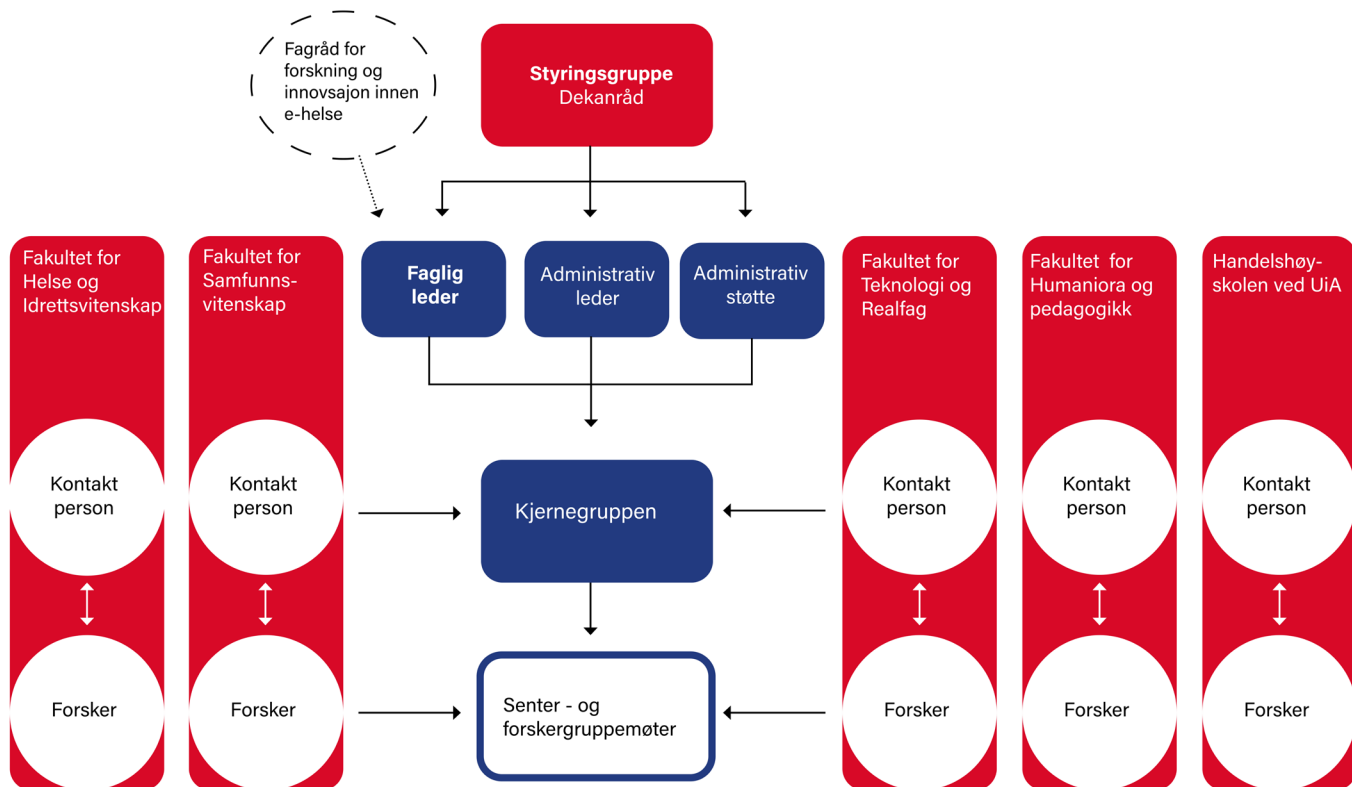 Fagråd for
forskning og
innovsajon innen
e-helse
Styringsgruppe
Dekanråd
Fakultet for
Helse og
Idrettsvitenskap
Fakultet for
Samfunns-
vitenskap
Faglig
leder
Administrativ
leder
Administrativ
støtte
Fakultet for
Teknologi og
Realfag
Fakultet for
Humaniora og
pedagogikk
Handelshøy-
skolen ved UiA
Kontakt
person
Kontakt
person
Kjernegruppen
Kontakt
person
Kontakt
person
Kontakt
person
Forsker
Forsker
Senter - og
forskergruppemøter
Forsker
Forsker
Forsker